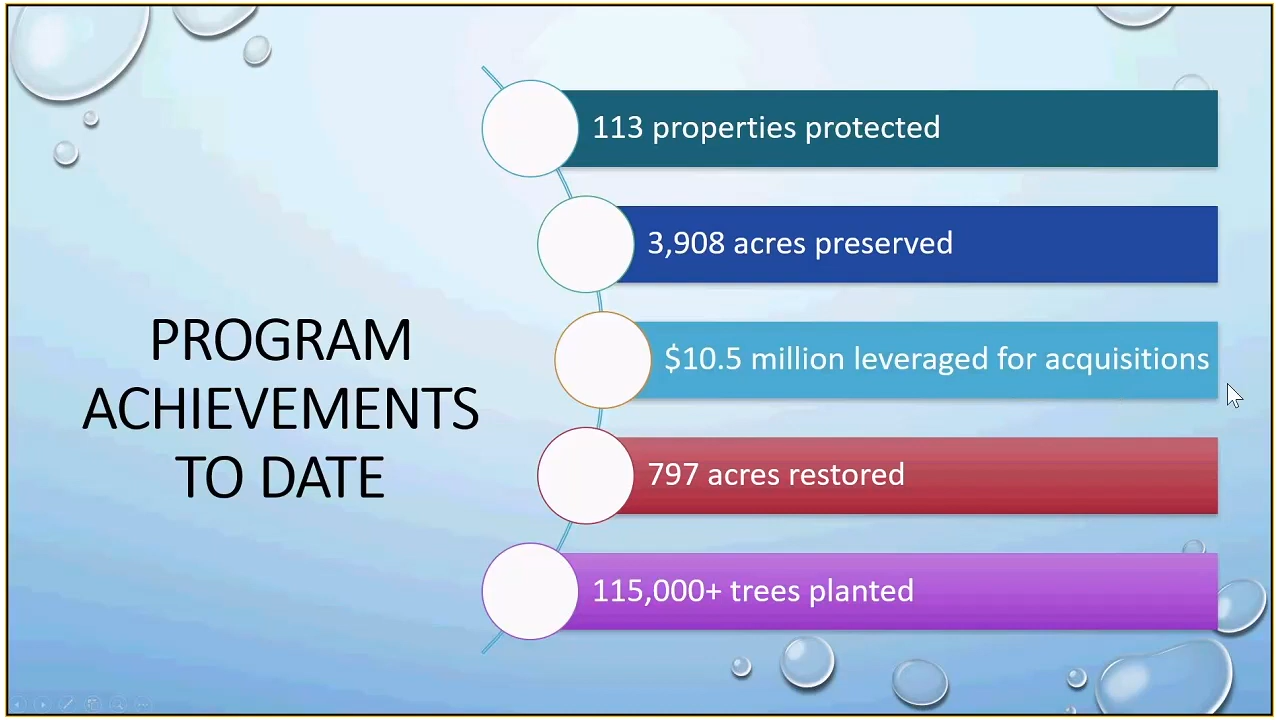 PROGRAM
ACHIEVEMENTS
TO DATE
113 properties protected
3,908 acres preserved
$10.5 million leveraged for acquisitions
797 acres restored
115,000+ trees planted